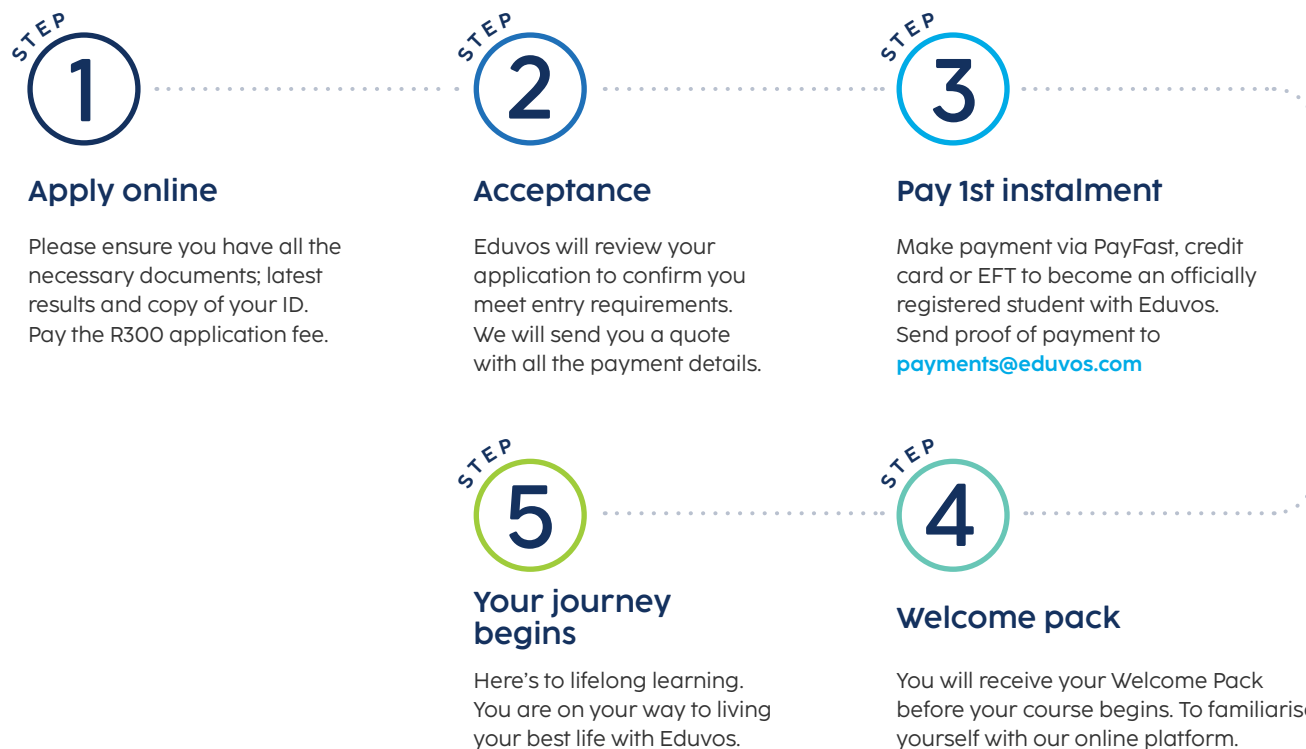 STEP
1
Apply online
Please ensure you have all the
necessary documents; latest
results and copy of your ID.
Pay the R300 application fee.
STEP
2
Acceptance
Eduvos will review your
application to confirm you
meet entry requirements.
We will send you a quote
with all the payment details.
STEP
3
Pay 1st instalment
Make payment via PayFast, credit
card or EFT to become an officially
registered student with Eduvos.
Send proof of payment to
payments@eduvos.com
STEP
4
Welcome pack
You will receive your Welcome Pack
before your course begins. To familiarise
yourself with our online platform.
STEP
5
Your journey
begins
Here's to lifelong learning.
You are on your way to living
your best life with Eduvos.